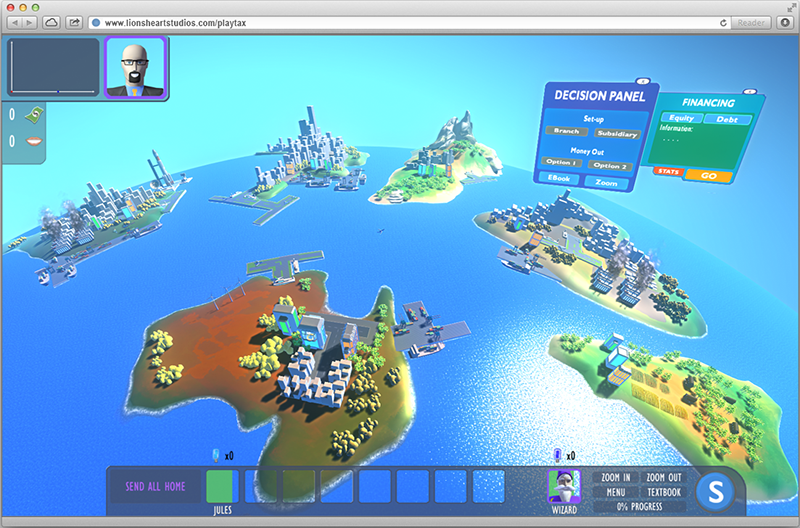 www.lionsheartstudios.com/playtax
Reader
0
0
DECISION PANEL
Set-up
Branch Subsidiary
Money Out
Option 1 Option 2
EBook Zoom
FINANCING
Equity Debt
Information:
....
STATS GO
x0 x0
SEND ALL HOME
JULES
WIZARD
ZOOM IN ZOOM OUT
MENU TEXTBOOK
0% PROGRESS
S